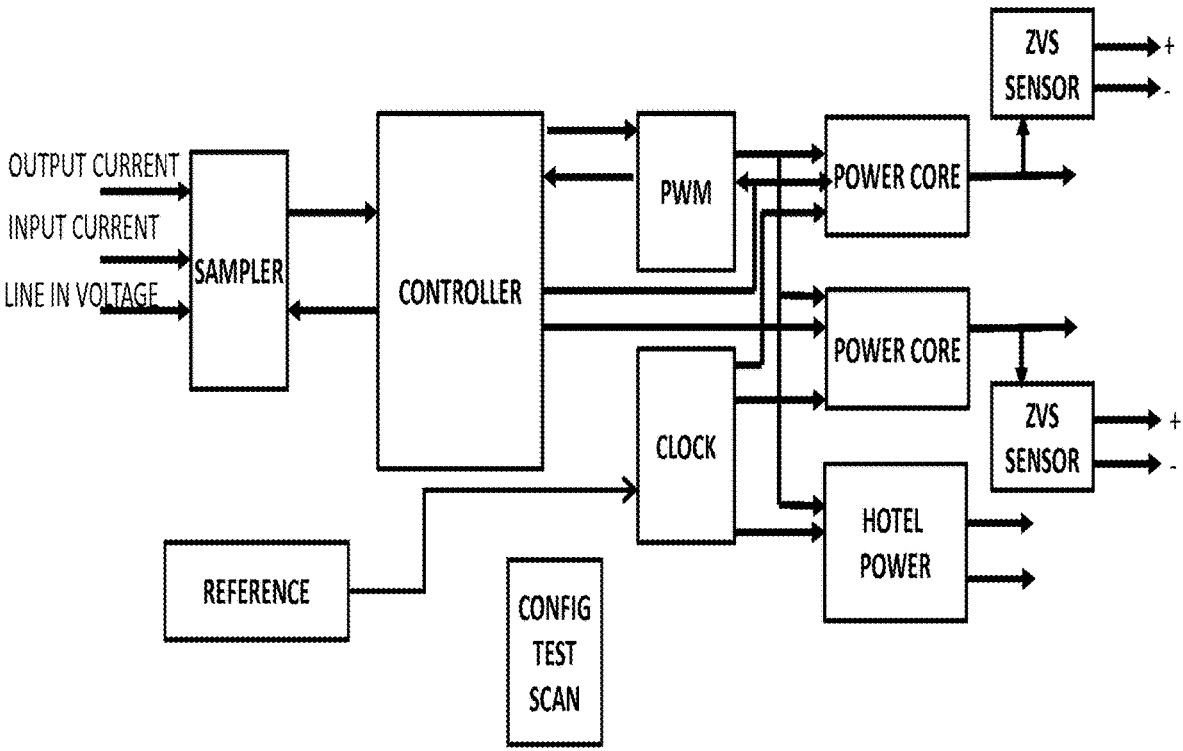 ZVS
SENSOR
+
-
OUTPUT CURRENT
INPUT CURRENT
LINE IN VOLTAGE
SAMPLER
CONTROLLER
PWM
POWER CORE
POWER CORE
ZVS
SENSOR
+
-
CLOCK
HOTEL
POWER
REFERENCE
CONFIG
TEST
SCAN